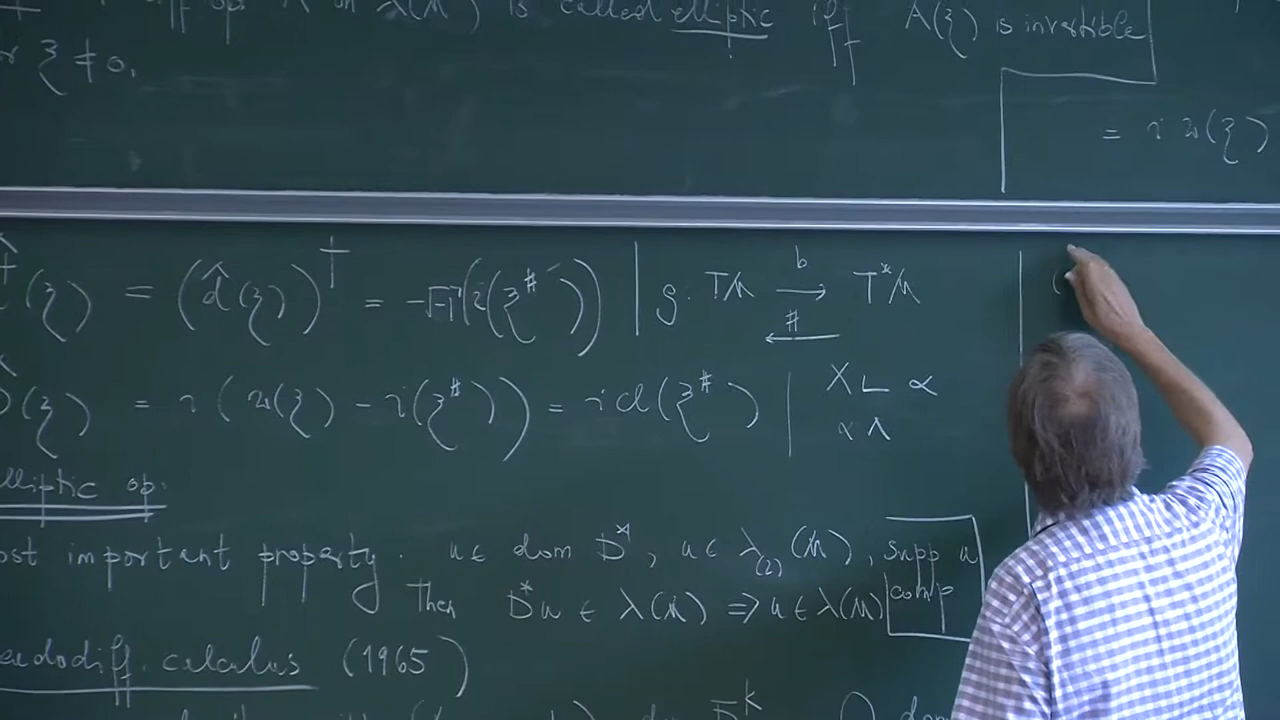 diff op. A on λ(M) is called elliptic iff A(ξ) is invertible
ξ ≠ 0.
= i w(ξ)
(ξ) = (d̂(ξ))† = -√-1 (i(ξ#)) | g: TM → T*M
b
#
(ξ) = i (w(ξ) - i(ξ#)) = i cl(ξ#) | X ⌞ α
α ∧
elliptic op:
most important property. u ∈ dom D*, u ∈ λ(2)(M), supp u
Then D*u ∈ λ(M) ⇒ u ∈ λ(M) comp
pseudodiff. calculus (1965)
D^k